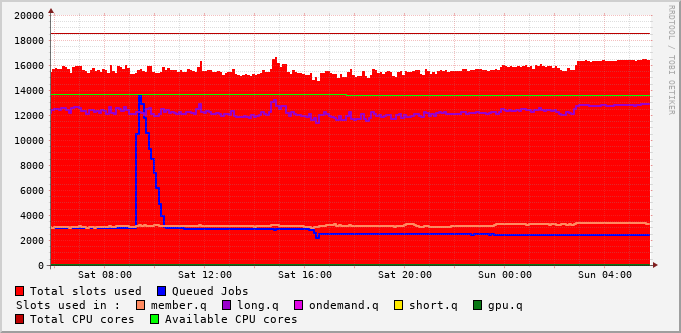 RRDTOOL / TOBI OETIKER
20000
18000
16000
14000
12000
10000
8000
6000
4000
2000
0
Sat 08:00 Sat 12:00 Sat 16:00 Sat 20:00 Sun 00:00 Sun 04:00
Total slots used Queued Jobs
Slots used in : member.q long.q ondemand.q short.q gpu.q
Total CPU cores Available CPU cores